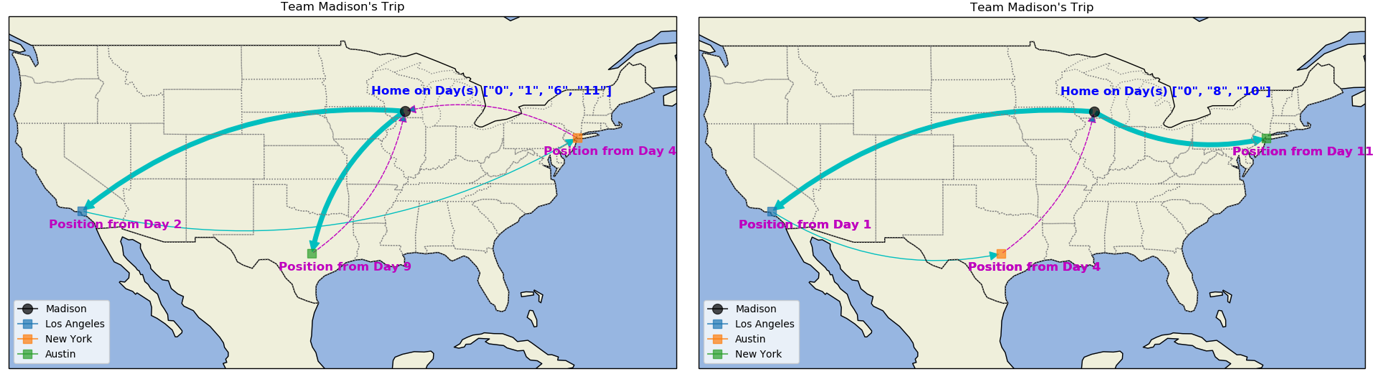 Team Madison's Trip
Home on Day(s) ["0", "1", "6", "11"]
Position from Day 4
Position from Day 2
Position from Day 9
Madison
Los Angeles
New York
Austin
Team Madison's Trip
Home on Day(s) ["0", "8", "10"]
Position from Day 11
Position from Day 1
Position from Day 4
Madison
Los Angeles
Austin
New York